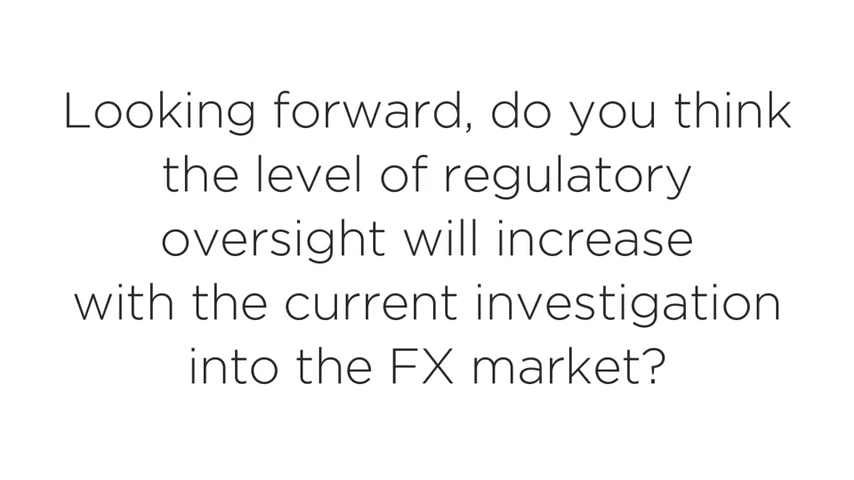 Looking forward, do you think
the level of regulatory
oversight will increase
with the current investigation
into the FX market?